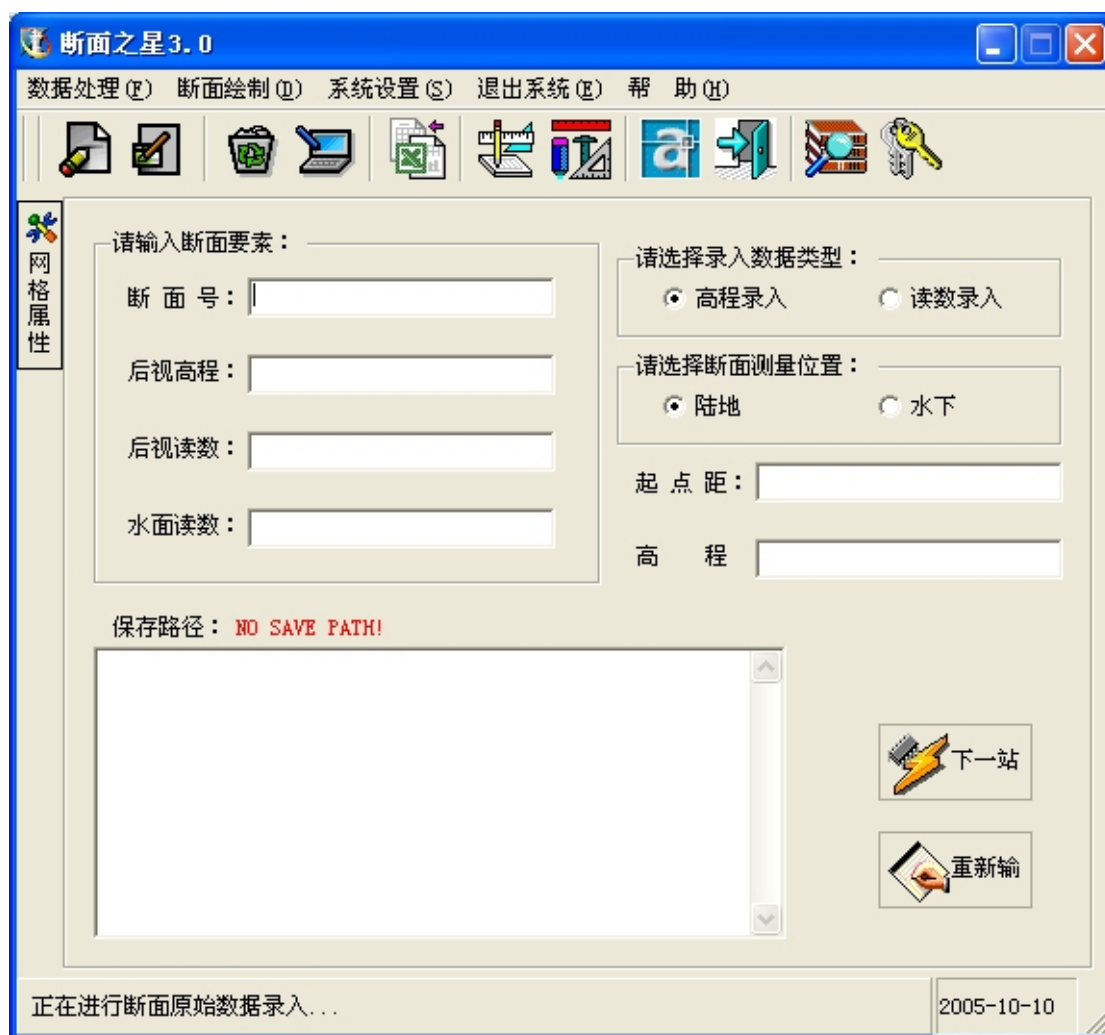 断面之星3.0
数据处理(F) 断面绘制(D) 系统设置(S) 退出系统(E) 帮 助(H)
网格属性
请输入断面要素：
断 面 号：
后视高程：
后视读数：
水面读数：
请选择录入数据类型：
高程录入 读数录入
请选择断面测量位置：
陆地 水下
起 点 距：
高 程
保存路径： NO SAVE PATH!
下一站
重新输
正在进行断面原始数据录入...
2005-10-10